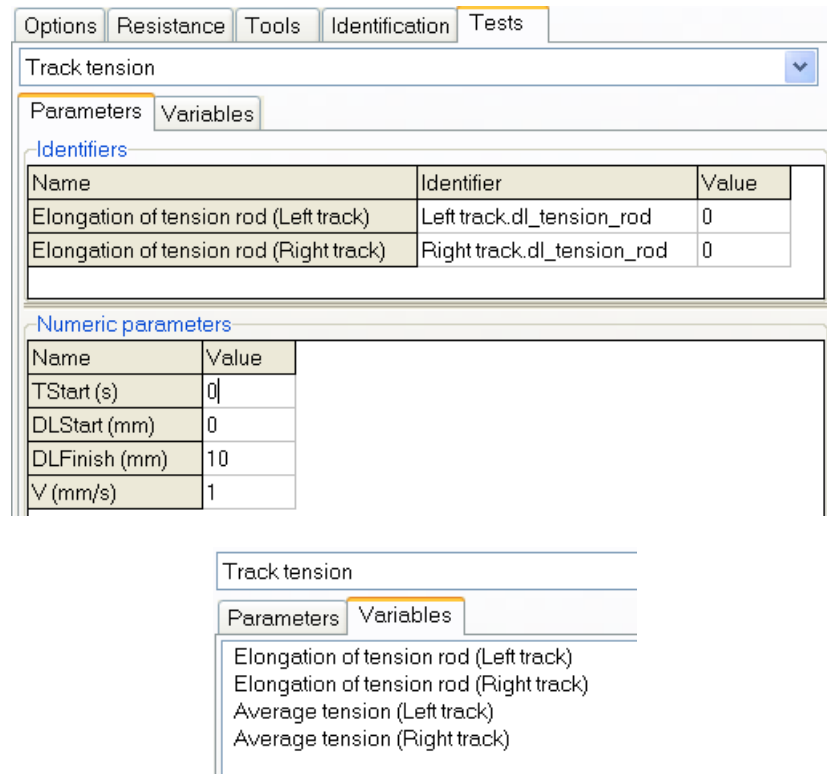 Options Resistance Tools Identification Tests
Track tension
Parameters Variables
Identifiers
Name Identifier Value
Elongation of tension rod (Left track) Left track.dl_tension_rod 0
Elongation of tension rod (Right track) Right track.dl_tension_rod 0
Numeric parameters
Name Value
TStart (s) 0
DLStart (mm) 0
DLFinish (mm) 10
V (mm/s) 1
Track tension
Parameters Variables
Elongation of tension rod (Left track)
Elongation of tension rod (Right track)
Average tension (Left track)
Average tension (Right track)